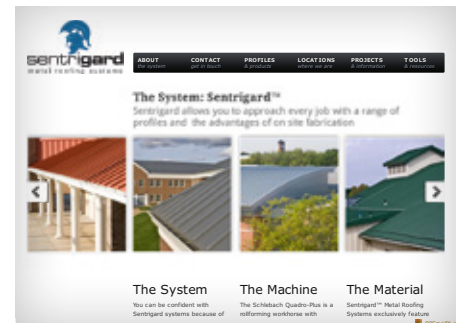 sentrigard
metal roofing systems
ABOUT
the system
CONTACT
get in touch
PROFILES
& products
LOCATIONS
where we are
PROJECTS
& information
TOOLS
& resources
The System: Sentrigard™
Sentrigard allows you to approach every job with a range of
profiles and the advantages of on site fabrication
The System
You can be confident with
Sentrigard systems because of
The Machine
The Schlebach Quadro-Plus is a
rollforming workhorse with
The Material
Sentrigard™ Metal Roofing
Systems exclusively feature